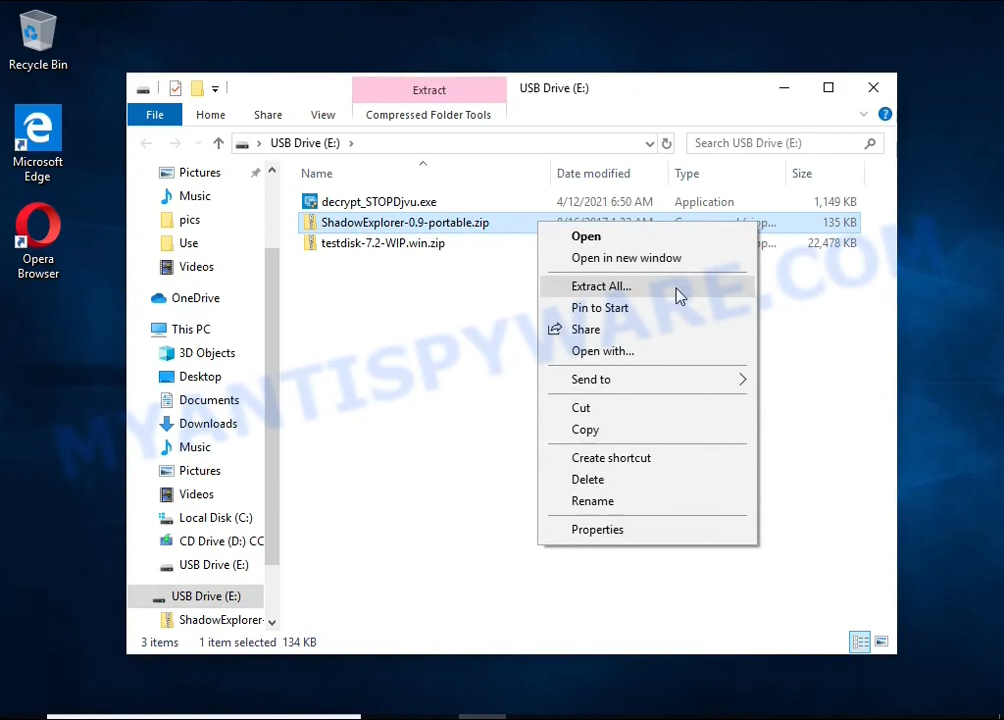 Recycle Bin
Microsoft
Edge
Opera
Browser
Extract
USB Drive (E:)
File
Home
Share
View
Compressed Folder Tools
USB Drive (E:)
Search USB Drive (E:)
Name
Date modified
Type
Size
decrypt_STOPDjvu.exe
4/12/2021 6:50 AM
Application
1,149 KB
ShadowExplorer-0.9-portable.zip
135 KB
testdisk-7.2-WIP.win.zip
22,478 KB
Pictures
Music
pics
Use
Videos
OneDrive
This PC
3D Objects
Desktop
Documents
Downloads
Music
Pictures
Videos
Local Disk (C:)
CD Drive (D:) CC
USB Drive (E:)
USB Drive (E:)
ShadowExplorer-
Open
Open in new window
Extract All...
Pin to Start
Share
Open with...
Send to
Cut
Copy
Create shortcut
Delete
Rename
Properties
3 items
1 item selected
134 KB
MYANTISPYWARE.COM